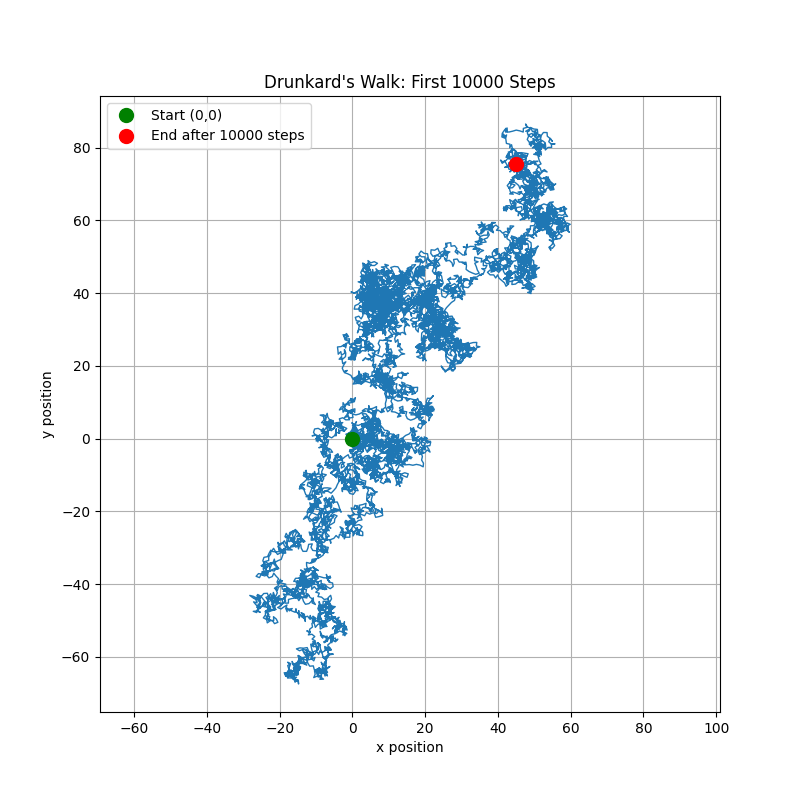 Drunkard's Walk: First 10000 Steps
Start (0,0)
End after 10000 steps
y position
80
60
40
20
0
−20
−40
−60
−60 −40 −20 0 20 40 60 80 100
x position